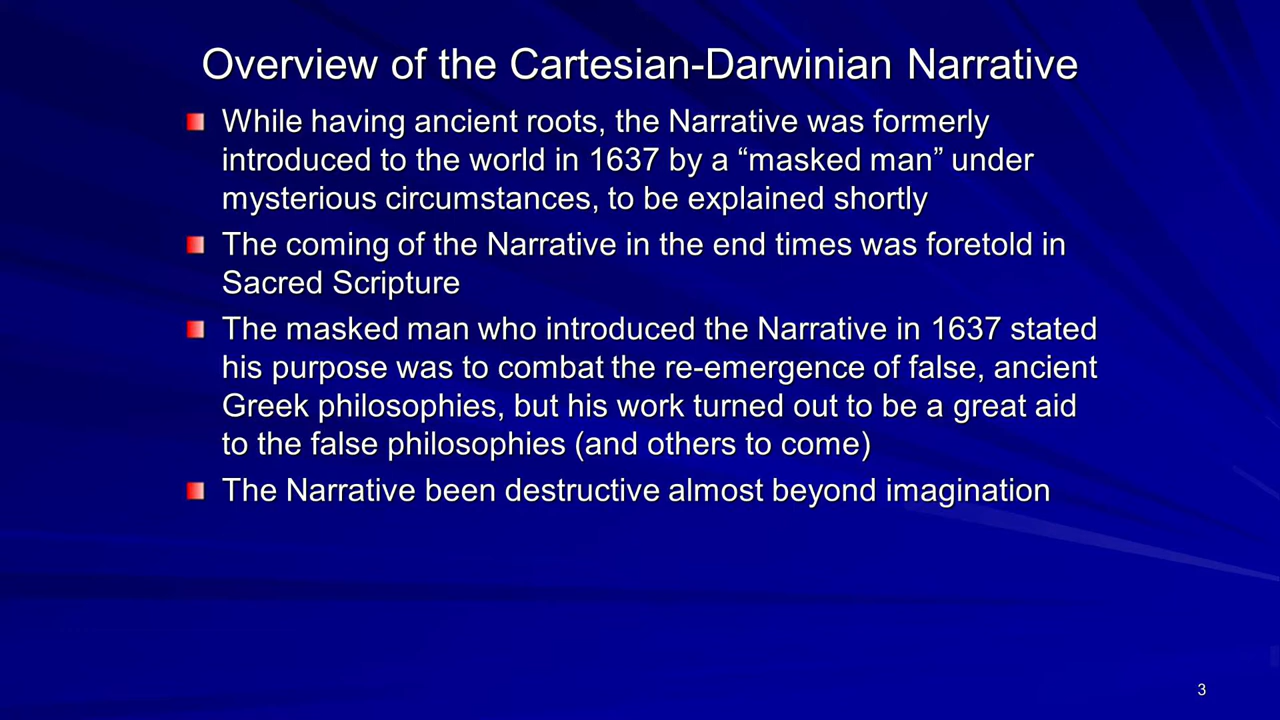 Overview of the Cartesian-Darwinian Narrative
While having ancient roots, the Narrative was formerly
introduced to the world in 1637 by a “masked man” under
mysterious circumstances, to be explained shortly
The coming of the Narrative in the end times was foretold in
Sacred Scripture
The masked man who introduced the Narrative in 1637 stated
his purpose was to combat the re-emergence of false, ancient
Greek philosophies, but his work turned out to be a great aid
to the false philosophies (and others to come)
The Narrative been destructive almost beyond imagination
3